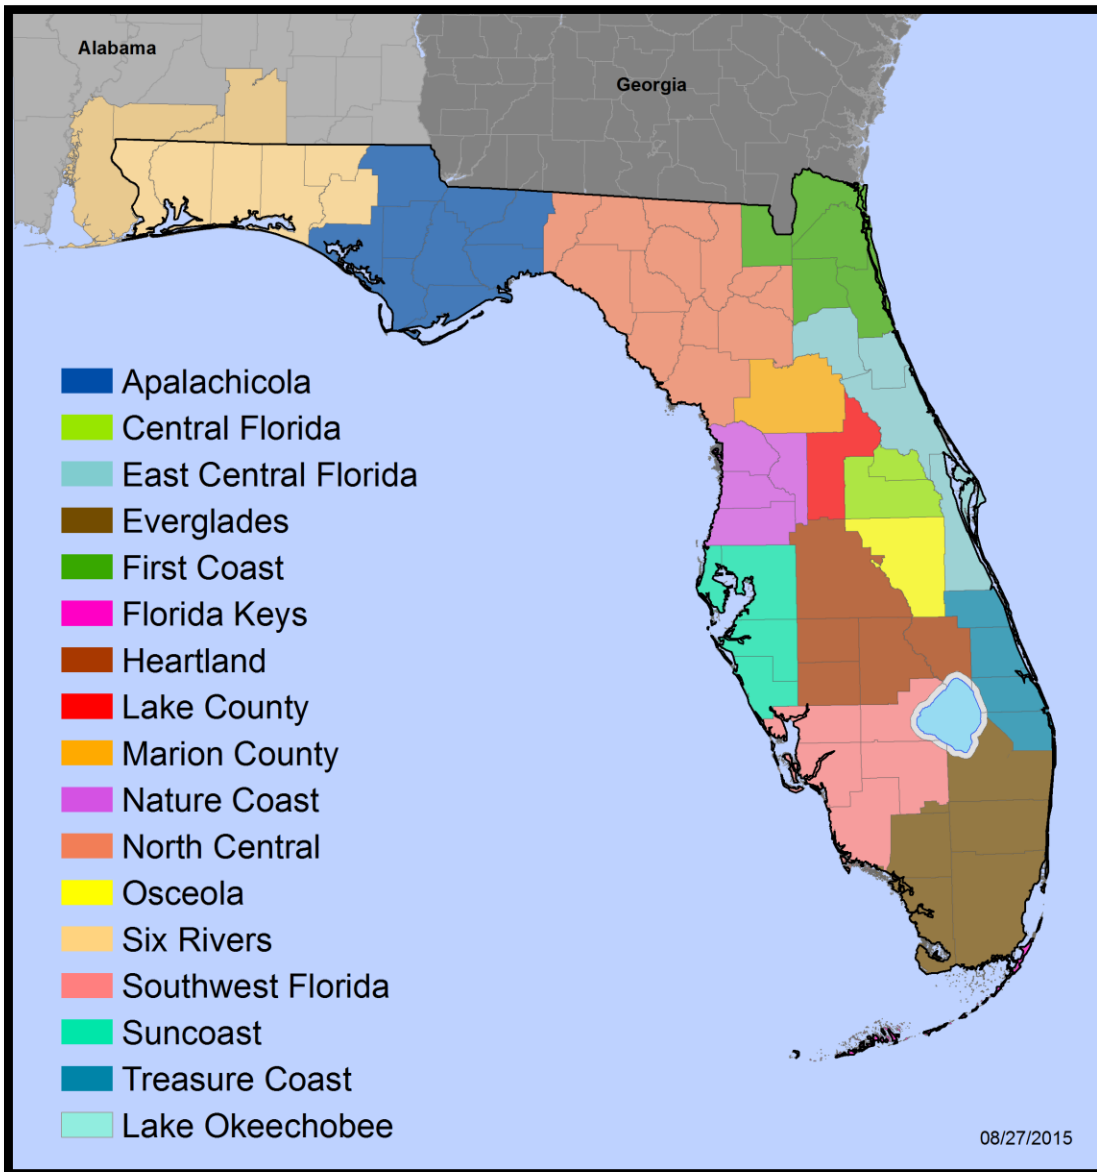 Alabama
Georgia
Apalachicola
Central Florida
East Central Florida
Everglades
First Coast
Florida Keys
Heartland
Lake County
Marion County
Nature Coast
North Central
Osceola
Six Rivers
Southwest Florida
Suncoast
Treasure Coast
Lake Okeechobee
08/27/2015